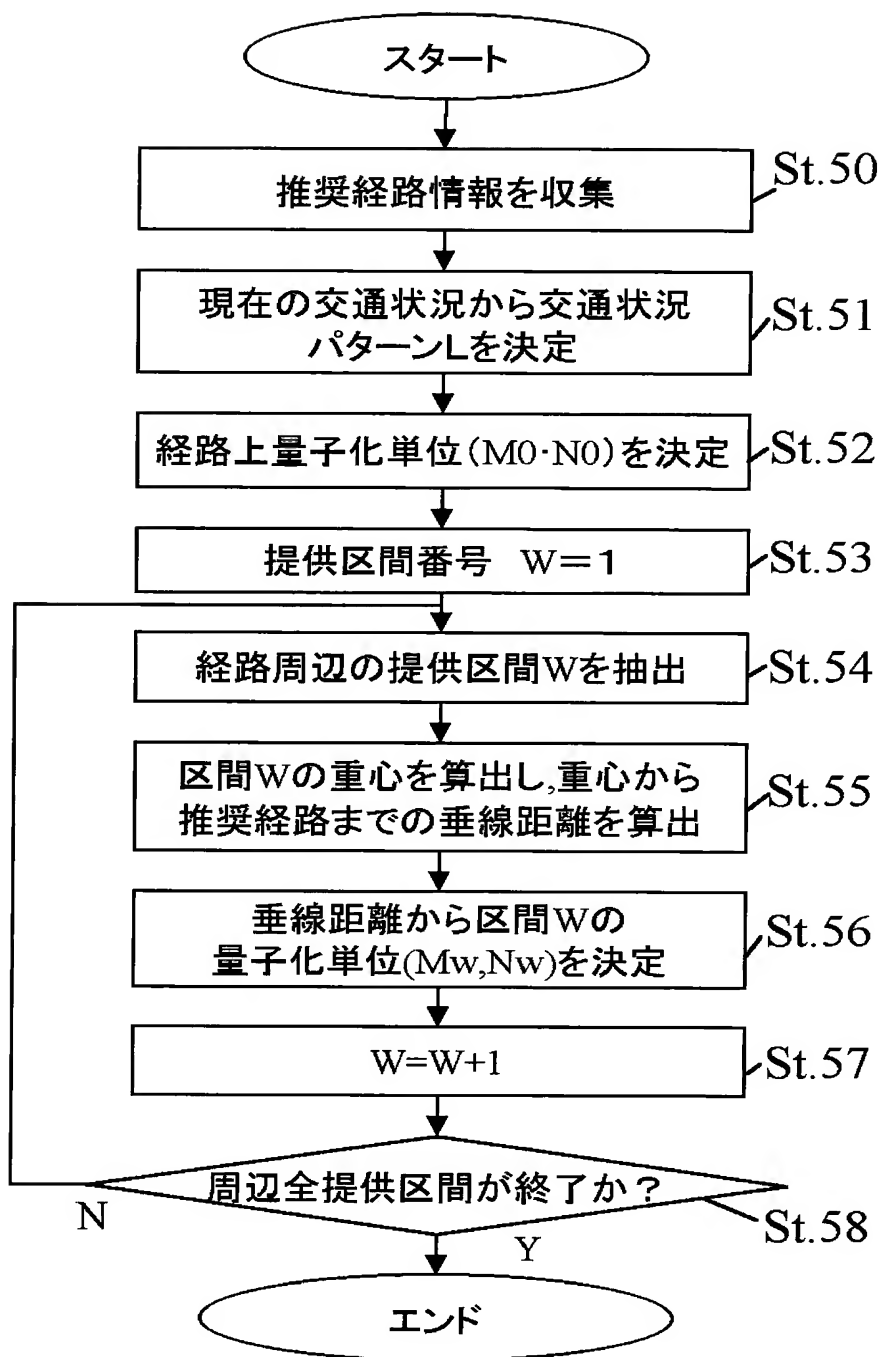 スタート
推奨経路情報を収集
St.50
現在の交通状況から交通状況
パターンLを決定
St.51
経路上量子化単位(M0･N0)を決定
St.52
提供区間番号 W=1
St.53
経路周辺の提供区間Wを抽出
St.54
区間Wの重心を算出し,重心から
推奨経路までの垂線距離を算出
St.55
垂線距離から区間Wの
量子化単位(Mw,Nw)を決定
St.56
W=W+1
St.57
周辺全提供区間が終了か？
St.58
N
Y
エンド